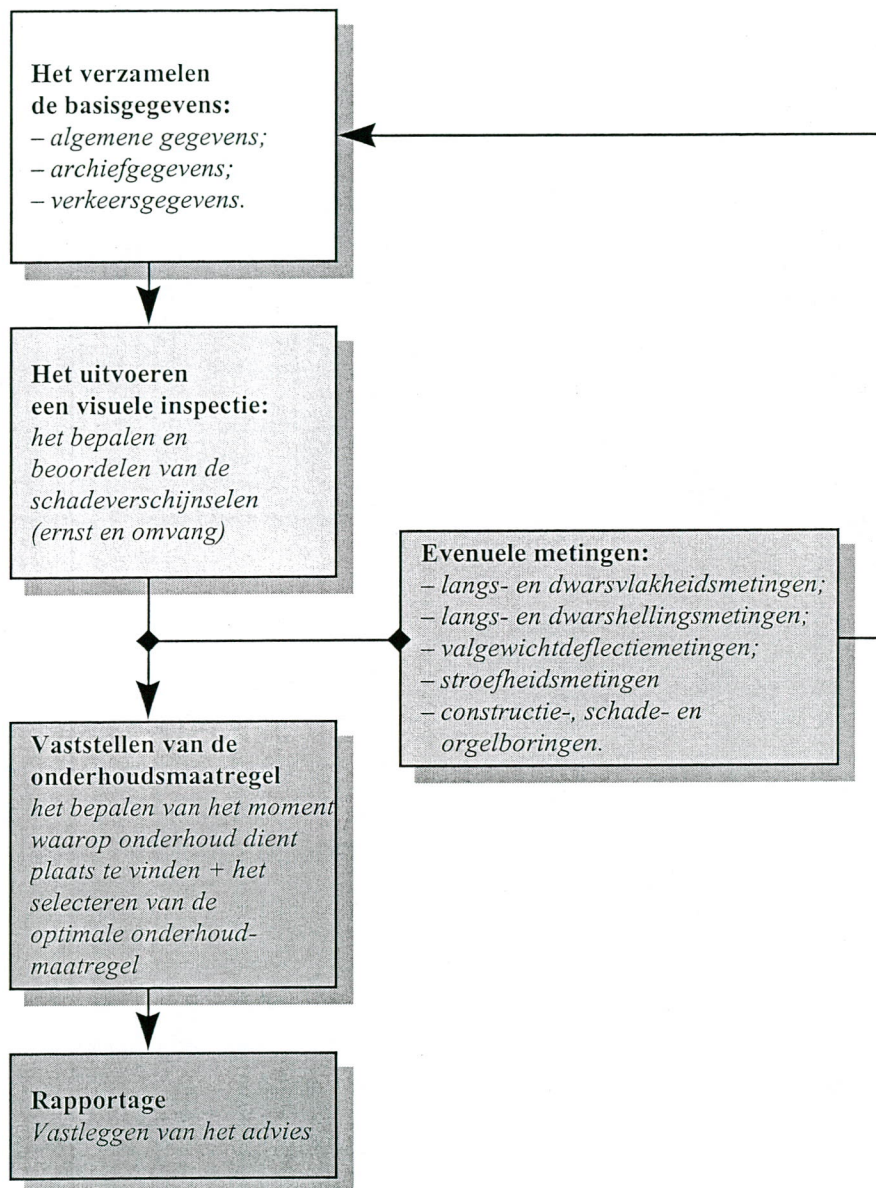 Het verzamelen
de basisgegevens:
– algemene gegevens;
– archiefgegevens;
– verkeersgegevens.
Het uitvoeren
een visuele inspectie:
het bepalen en
beoordelen van de
schadeverschijnselen
(ernst en omvang)
Evenuele metingen:
– langs- en dwarsvlakheidsmetingen;
– langs- en dwarshellingsmetingen;
– valgewichtdeflectiemetingen;
– stroefheidsmetingen
– constructie-, schade- en
orgelboringen.
Vaststellen van de
onderhoudsmaatregel
het bepalen van het moment
waarop onderhoud dient
plaats te vinden + het
selecteren van de
optimale onderhoud-
maatregel
Rapportage
Vastleggen van het advies